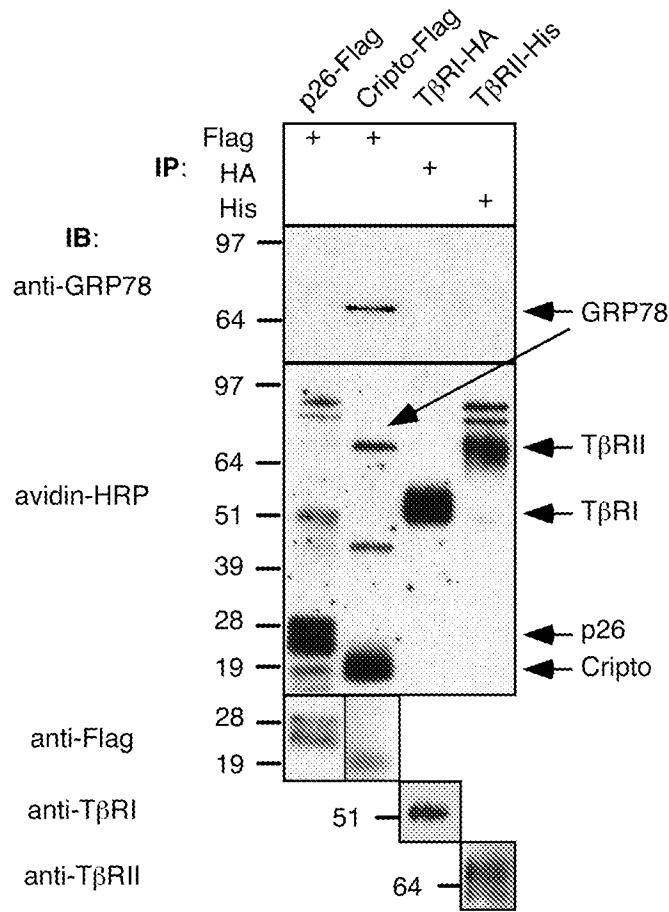 p26-Flag
Cripto-Flag
TβRI-HA
TβRII-His
Flag + +
IP: HA +
His +
IB:
97
anti-GRP78
64
GRP78
97
TβRII
64
avidin-HRP
51
TβRI
39
28
p26
19
Cripto
28
anti-Flag
19
anti-TβRI
51
anti-TβRII
64